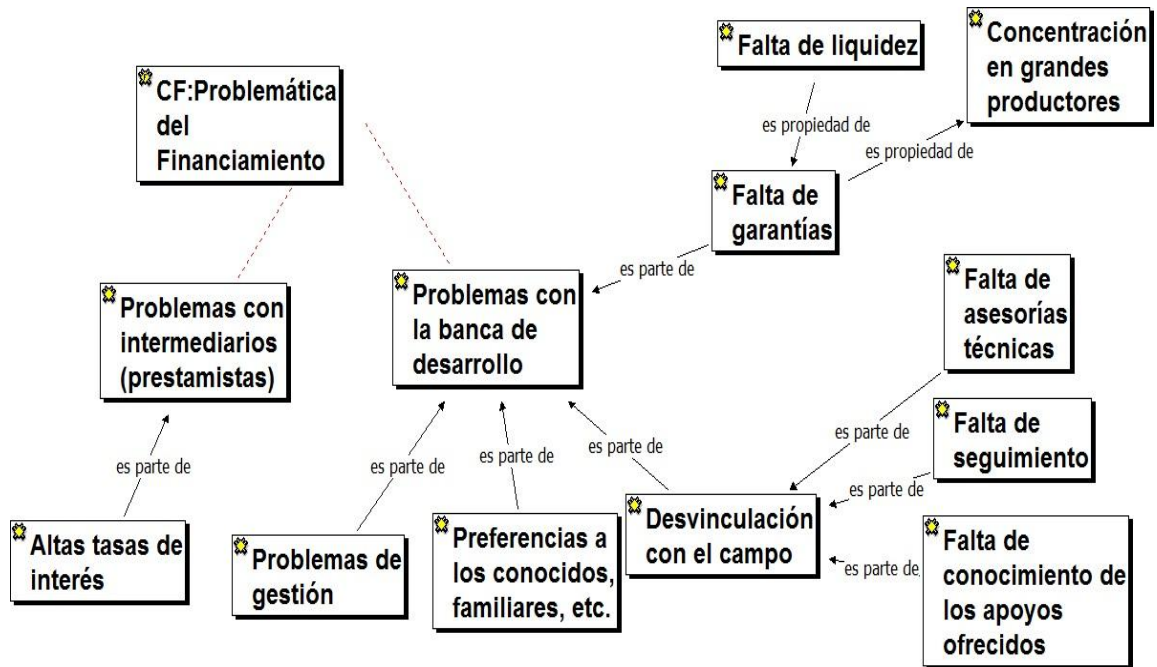 Falta de liquidez
Concentración
en grandes
productores
CF:Problemática
del
Financiamiento
es propiedad de
es propiedad de
Falta de
garantías
es parte de
Problemas con
intermediarios
(prestamistas)
Problemas con
la banca de
desarrollo
Falta de
asesorías
técnicas
es parte de
es parte de
es parte de
es parte de
es parte de
Falta de
seguimiento
es parte de
Altas tasas de
interés
Problemas de
gestión
Preferencias a
los conocidos,
familiares, etc.
Desvinculación
con el campo
es parte de
Falta de
conocimiento de
los apoyos
ofrecidos